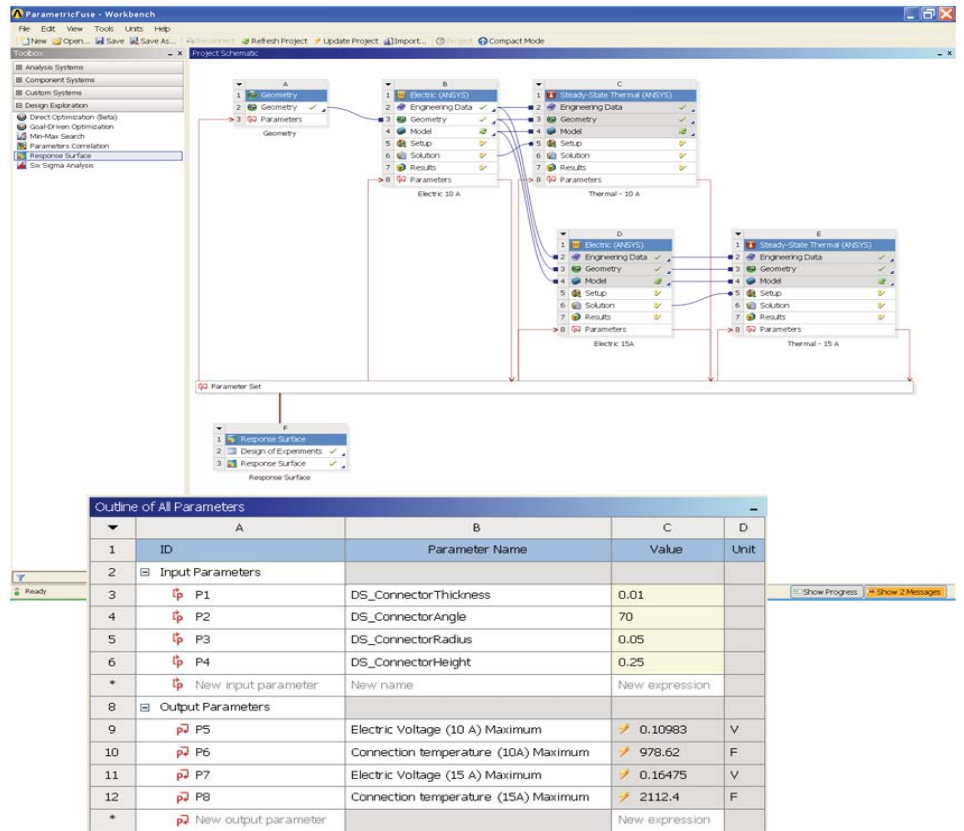 ParametricFuse - Workbench
File Edit View Tools Units Help
New Open... Save Save As... Reconnect Refresh Project Update Project Import... Project Compact Mode
Toolbox
Analysis Systems
Component Systems
Custom Systems
Design Exploration
Direct Optimization (Beta)
Goal-Driven Optimization
Min-Max Search
Parameters Correlation
Response Surface
Six Sigma Analysis
Project Schematic
A
1 Geometry
2 Geometry
3 Parameters
Geometry
B
1 Electric (ANSYS)
2 Engineering Data
3 Geometry
4 Model
5 Setup
6 Solution
7 Results
8 Parameters
Electric 10 A
C
1 Steady-State Thermal (ANSYS)
2 Engineering Data
3 Geometry
4 Model
5 Setup
6 Solution
7 Results
8 Parameters
Thermal - 10 A
D
1 Electric (ANSYS)
2 Engineering Data
3 Geometry
4 Model
5 Setup
6 Solution
7 Results
8 Parameters
Electric 15A
E
1 Steady-State Thermal (ANSYS)
2 Engineering Data
3 Geometry
4 Model
5 Setup
6 Solution
7 Results
8 Parameters
Thermal - 15 A
Parameter Set
F
1 Response Surface
2 Design of Experiments
3 Response Surface
Response Surface
Ready
Show Progress Show 2 Messages
Outline of All Parameters
A B C D
1 ID Parameter Name Value Unit
2 Input Parameters
3 P1 DS_ConnectorThickness 0.01
4 P2 DS_ConnectorAngle 70
5 P3 DS_ConnectorRadius 0.05
6 P4 DS_ConnectorHeight 0.25
* New input parameter New name New expression
8 Output Parameters
9 P5 Electric Voltage (10 A) Maximum 0.10983 V
10 P6 Connection temperature (10A) Maximum 978.62 F
11 P7 Electric Voltage (15 A) Maximum 0.16475 V
12 P8 Connection temperature (15A) Maximum 2112.4 F
* New output parameter New expression